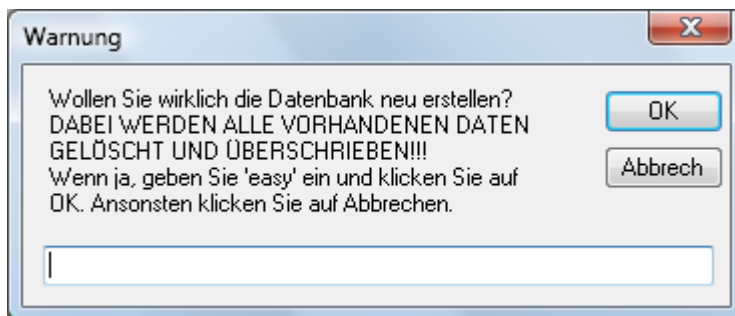 Warnung
Wollen Sie wirklich die Datenbank neu erstellen?
DABEI WERDEN ALLE VORHANDENEN DATEN
GELÖSCHT UND ÜBERSCHRIEBEN!!!
Wenn ja, geben Sie 'easy' ein und klicken Sie auf
OK. Ansonsten klicken Sie auf Abbrechen.
OK
Abbrech